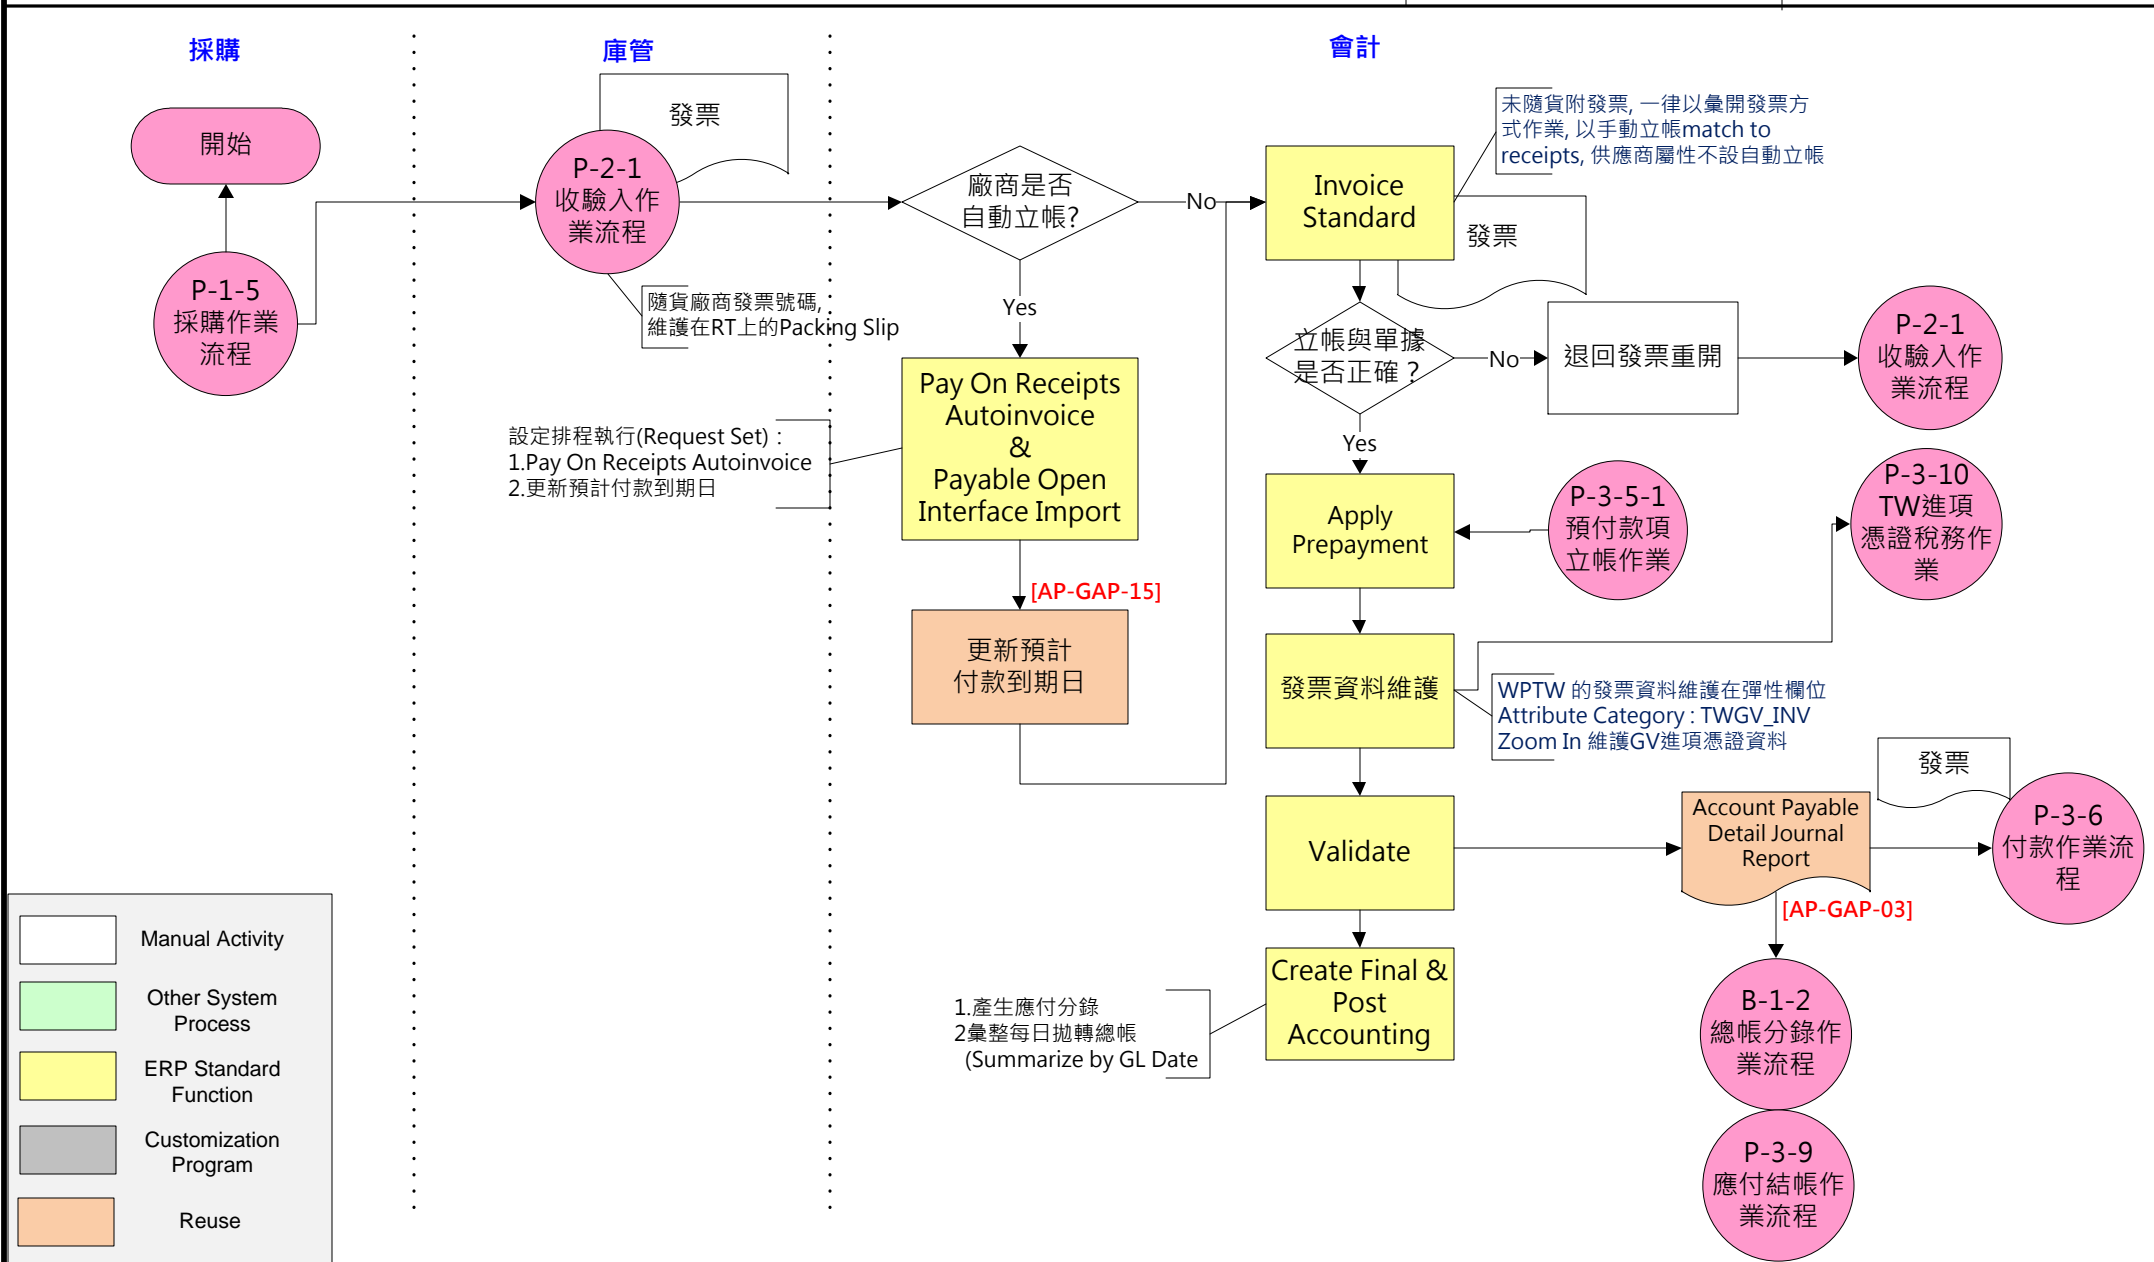 採購
庫管
會計
開始
P-1-5
採購作業
流程
發票
P-2-1
收驗入作
業流程
隨貨廠商發票號碼,
維護在RT上的Packing Slip
廠商是否
自動立帳?
No
Yes
Pay On Receipts
Autoinvoice
&
Payable Open
Interface Import
設定排程執行(Request Set) :
1.Pay On Receipts Autoinvoice
2.更新預計付款到期日
[AP-GAP-15]
更新預計
付款到期日
Invoice
Standard
未隨貨附發票, 一律以彙開發票方
式作業, 以手動立帳match to
receipts, 供應商屬性不設自動立帳
發票
立帳與單據
是否正確 ?
No
退回發票重開
P-2-1
收驗入作
業流程
Yes
Apply
Prepayment
P-3-5-1
預付款項
立帳作業
P-3-10
TW進項
憑證稅務作
業
發票資料維護
WPTW 的發票資料維護在彈性欄位
Attribute Category : TWGV_INV
Zoom In 維護GV進項憑證資料
Validate
Account Payable
Detail Journal
Report
發票
P-3-6
付款作業流
程
[AP-GAP-03]
Create Final &
Post
Accounting
1.產生應付分錄
2彙整每日拋轉總帳
(Summarize by GL Date
B-1-2
總帳分錄作
業流程
P-3-9
應付結帳作
業流程
Manual Activity
Other System
Process
ERP Standard
Function
Customization
Program
Reuse